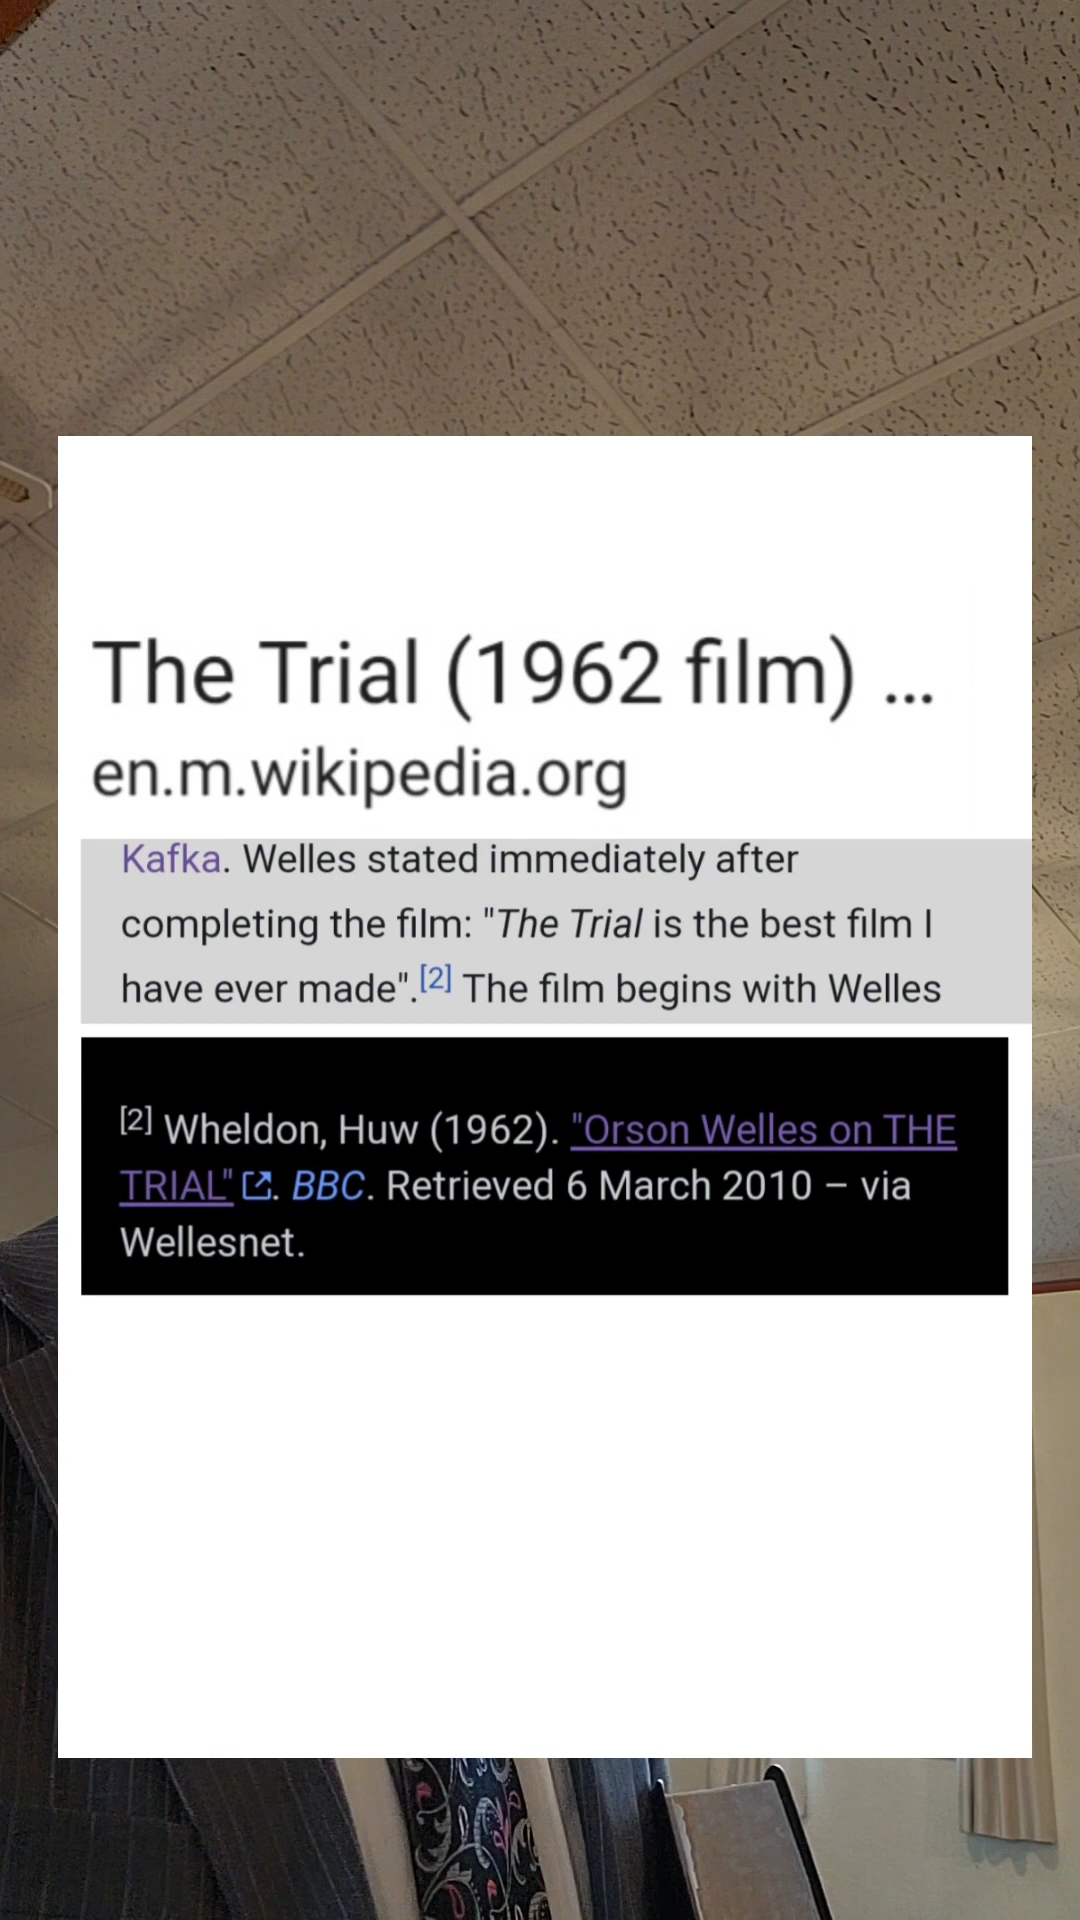 The Trial (1962 film) ...
en.m.wikipedia.org
Kafka. Welles stated immediately after
completing the film: "The Trial is the best film I
have ever made".[2] The film begins with Welles
[2] Wheldon, Huw (1962). "Orson Welles on THE
TRIAL" . BBC. Retrieved 6 March 2010 – via
Wellesnet.